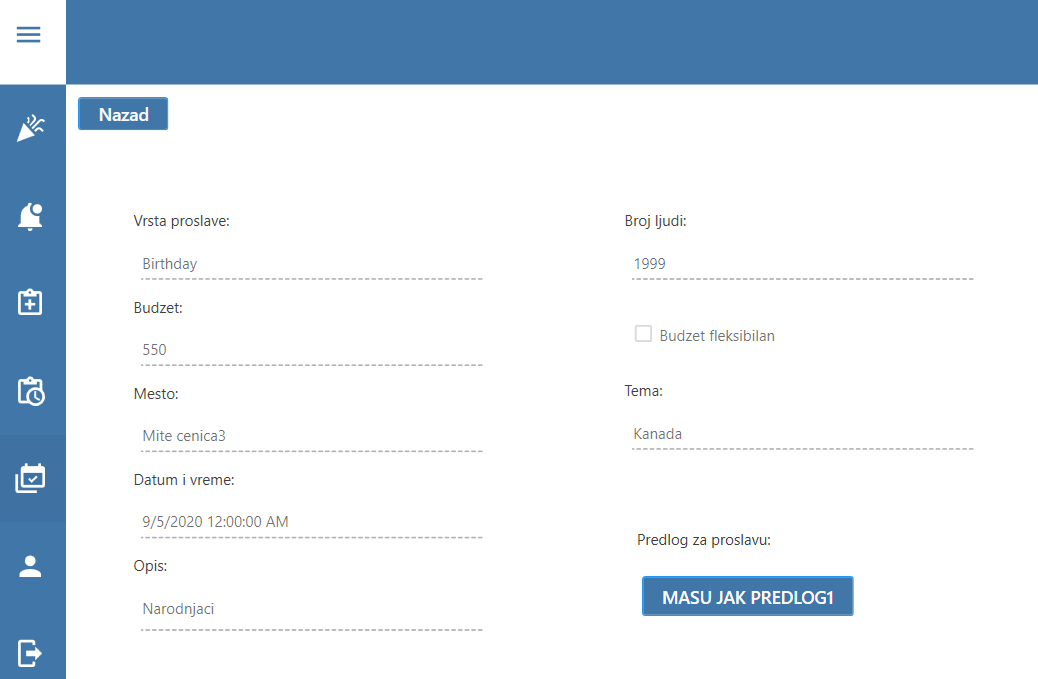 Nazad
Vrsta proslave:
Birthday
Budzet:
550
Mesto:
Mite cenica3
Datum i vreme:
9/5/2020 12:00:00 AM
Opis:
Narodnjaci
Broj ljudi:
1999
Budzet fleksibilan
Tema:
Kanada
Predlog za proslavu:
MASU JAK PREDLOG1